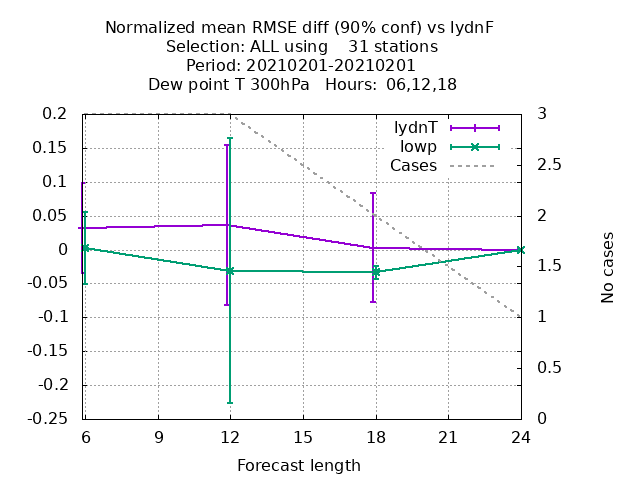 Normalized mean RMSE diff (90% conf) vs lydnF
Selection: ALL using    31 stations
Period: 20210201-20210201
Dew point T 300hPa   Hours: 06,12,18
lydnT
lowp
Cases
0.2
0.15
0.1
0.05
0
-0.05
-0.1
-0.15
-0.2
-0.25
3
2.5
2
1.5
1
0.5
0
No cases
6 9 12 15 18 21 24
Forecast length